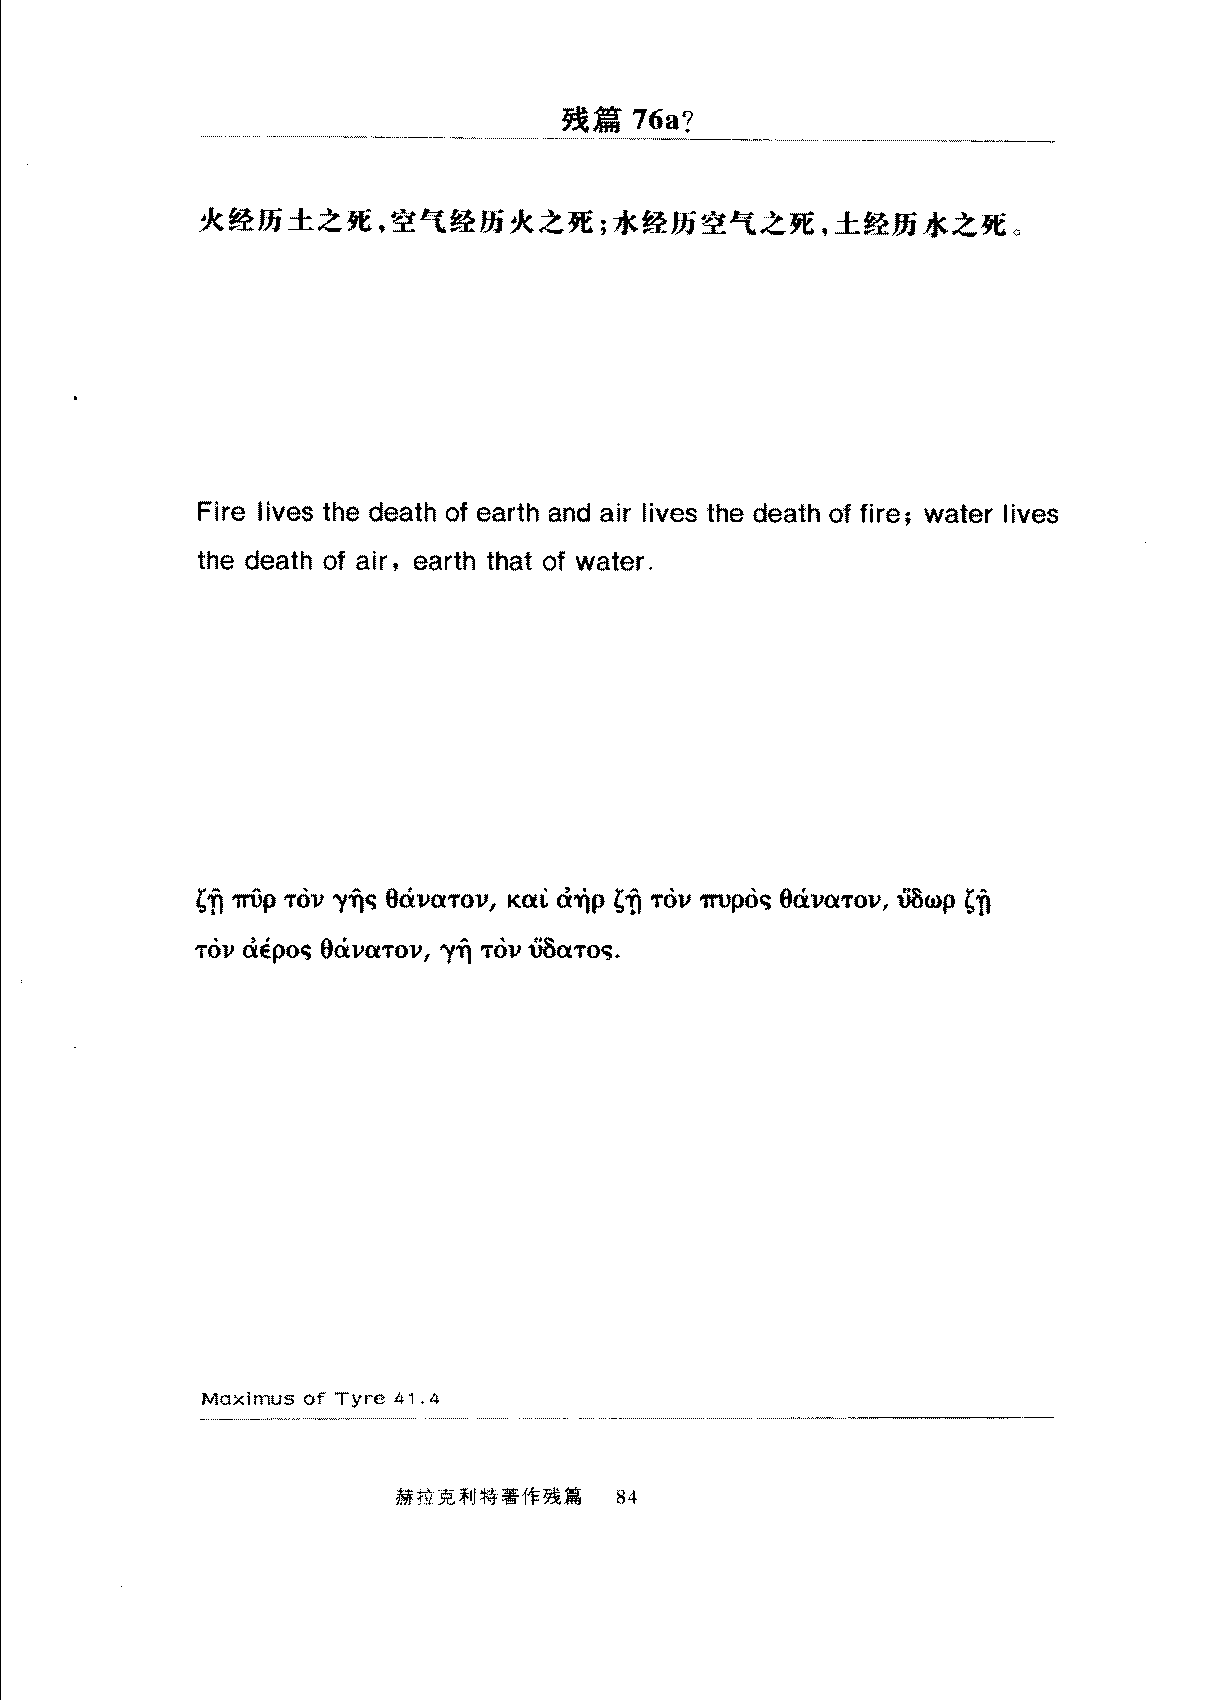 残篇 76a?
火经历土之死,空气经历火之死;水经历空气之死,土经历水之死。
Fire lives the death of earth and air lives the death of fire; water lives
the death of air, earth that of water.
ζῇ πῦρ τὸν γῆς θάνατον, καὶ ἀὴρ ζῇ τὸν πυρὸς θάνατον, ὕδωρ ζῇ
τὸν ἀέρος θάνατον, γῆ τὸν ὕδατος.
Maximus of Tyre 41.4
赫拉克利特著作残篇 84